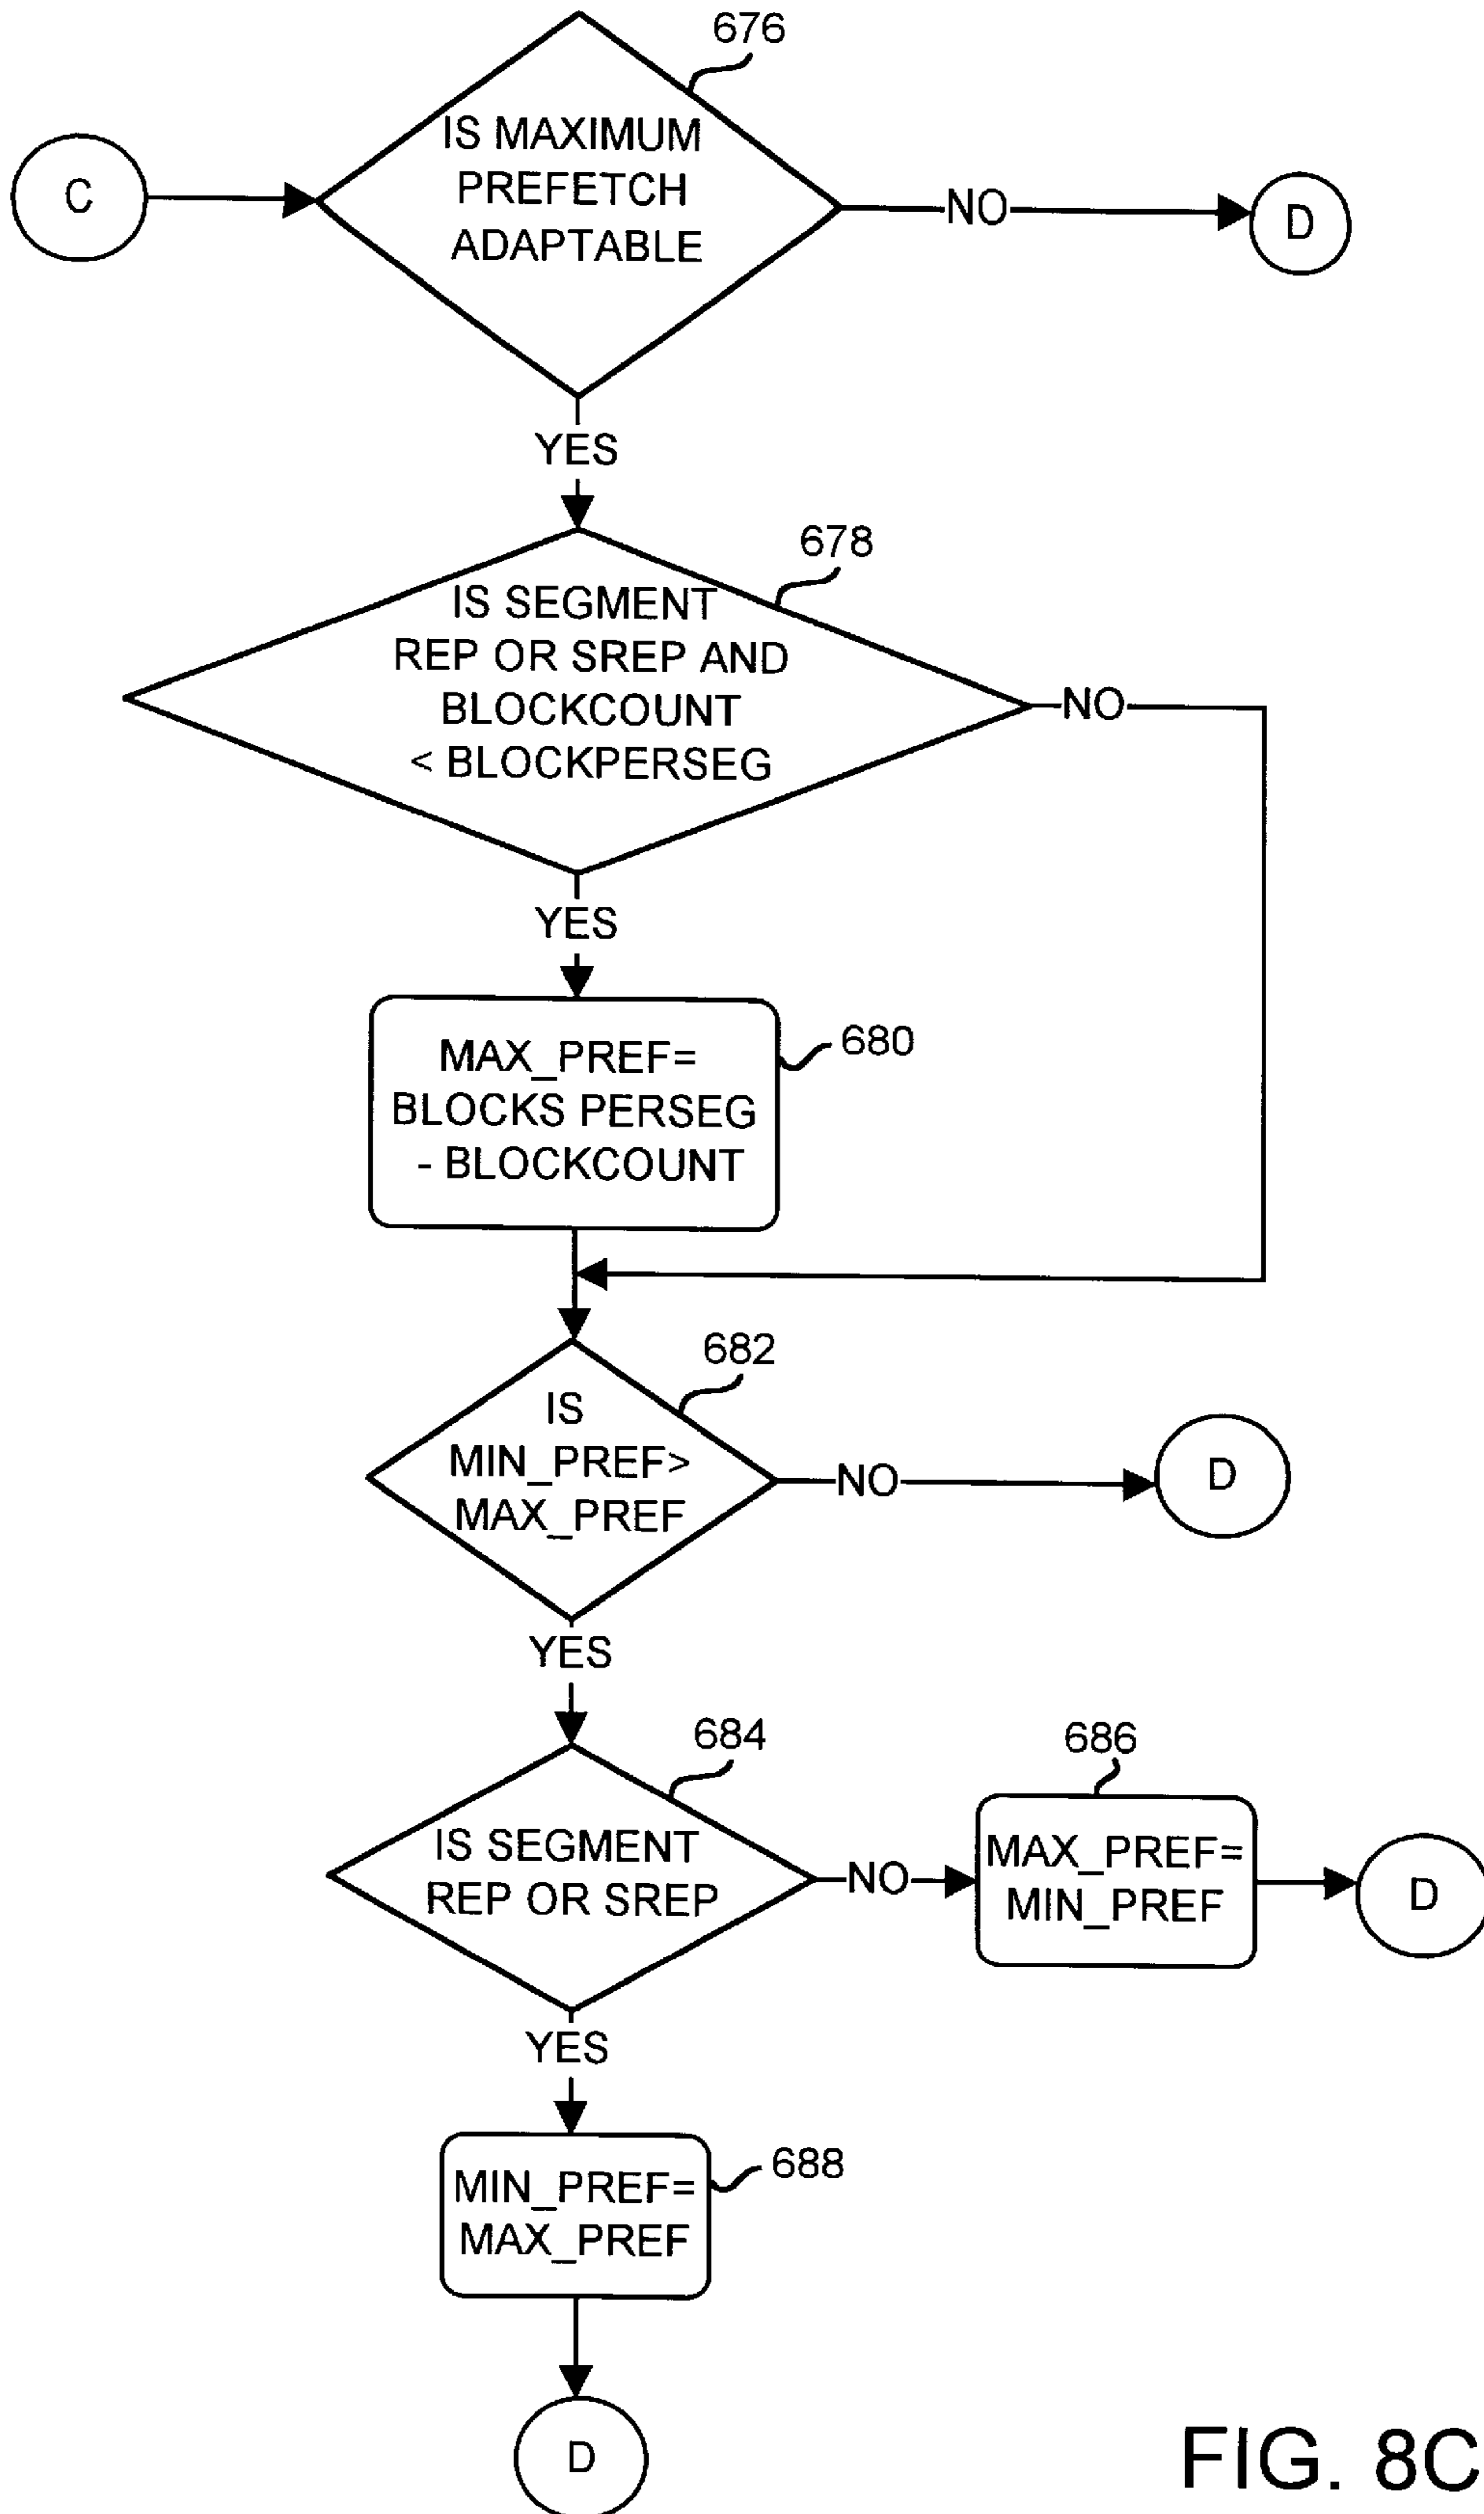 676
IS MAXIMUM
PREFETCH
ADAPTABLE
C
NO
D
YES
678
IS SEGMENT
REP OR SREP AND
BLOCKCOUNT
< BLOCKPERSEG
NO
YES
680
MAX_PREF=
BLOCKS PERSEG
- BLOCKCOUNT
682
IS
MIN_PREF>
MAX_PREF
NO
D
YES
684
IS SEGMENT
REP OR SREP
NO
686
MAX_PREF=
MIN_PREF
D
YES
688
MIN_PREF=
MAX_PREF
D
FIG. 8C